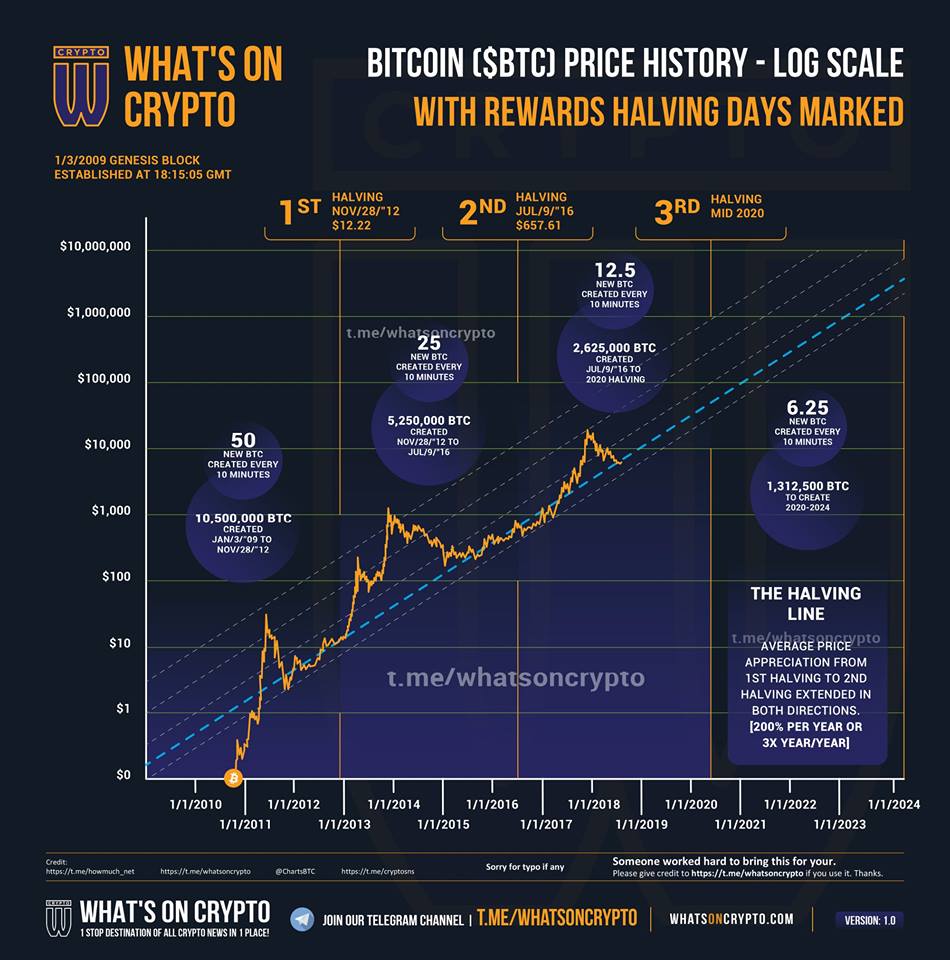 CRYPTO
WHAT'S ON
CRYPTO
BITCOIN ($BTC) PRICE HISTORY - LOG SCALE
WITH REWARDS HALVING DAYS MARKED
1/3/2009 GENESIS BLOCK
ESTABLISHED AT 18:15:05 GMT
1ST
HALVING
NOV/28/"12
$12.22
2ND
HALVING
JUL/9/"16
$657.61
3RD
HALVING
MID 2020
$10,000,000
$1,000,000
$100,000
$10,000
$1,000
$100
$10
$1
$0
50
NEW BTC
CREATED EVERY
10 MINUTES
10,500,000 BTC
CREATED
JAN/3/"09 TO
NOV/28/"12
t.me/whatsoncrypto
25
NEW BTC
CREATED EVERY
10 MINUTES
5,250,000 BTC
CREATED
NOV/28/"12 TO
JUL/9/"16
12.5
NEW BTC
CREATED EVERY
10 MINUTES
2,625,000 BTC
CREATED
JUL/9/"16 TO
2020 HALVING
6.25
NEW BTC
CREATED EVERY
10 MINUTES
1,312,500 BTC
TO CREATE
2020-2024
THE HALVING
LINE
t.me/whatsoncrypto
AVERAGE PRICE
APPRECIATION FROM
1ST HALVING TO 2ND
HALVING EXTENDED IN
BOTH DIRECTIONS.
[200% PER YEAR OR
3X YEAR/YEAR]
t.me/whatsoncrypto
1/1/2010 1/1/2012 1/1/2014 1/1/2016 1/1/2018 1/1/2020 1/1/2022 1/1/2024
1/1/2011 1/1/2013 1/1/2015 1/1/2017 1/1/2019 1/1/2021 1/1/2023
Credit:
https://t.me/howmuch_net https://t.me/whatsoncrypto @ChartsBTC https://t.me/cryptosns
Sorry for typo if any
Someone worked hard to bring this for your.
Please give credit to https://t.me/whatsoncrypto if you use it. Thanks.
CRYPTO
WHAT'S ON CRYPTO
1 STOP DESTINATION OF ALL CRYPTO NEWS IN 1 PLACE!
JOIN OUR TELEGRAM CHANNEL | T.ME/WHATSONCRYPTO
WHATSONCRYPTO.COM
VERSION: 1.0